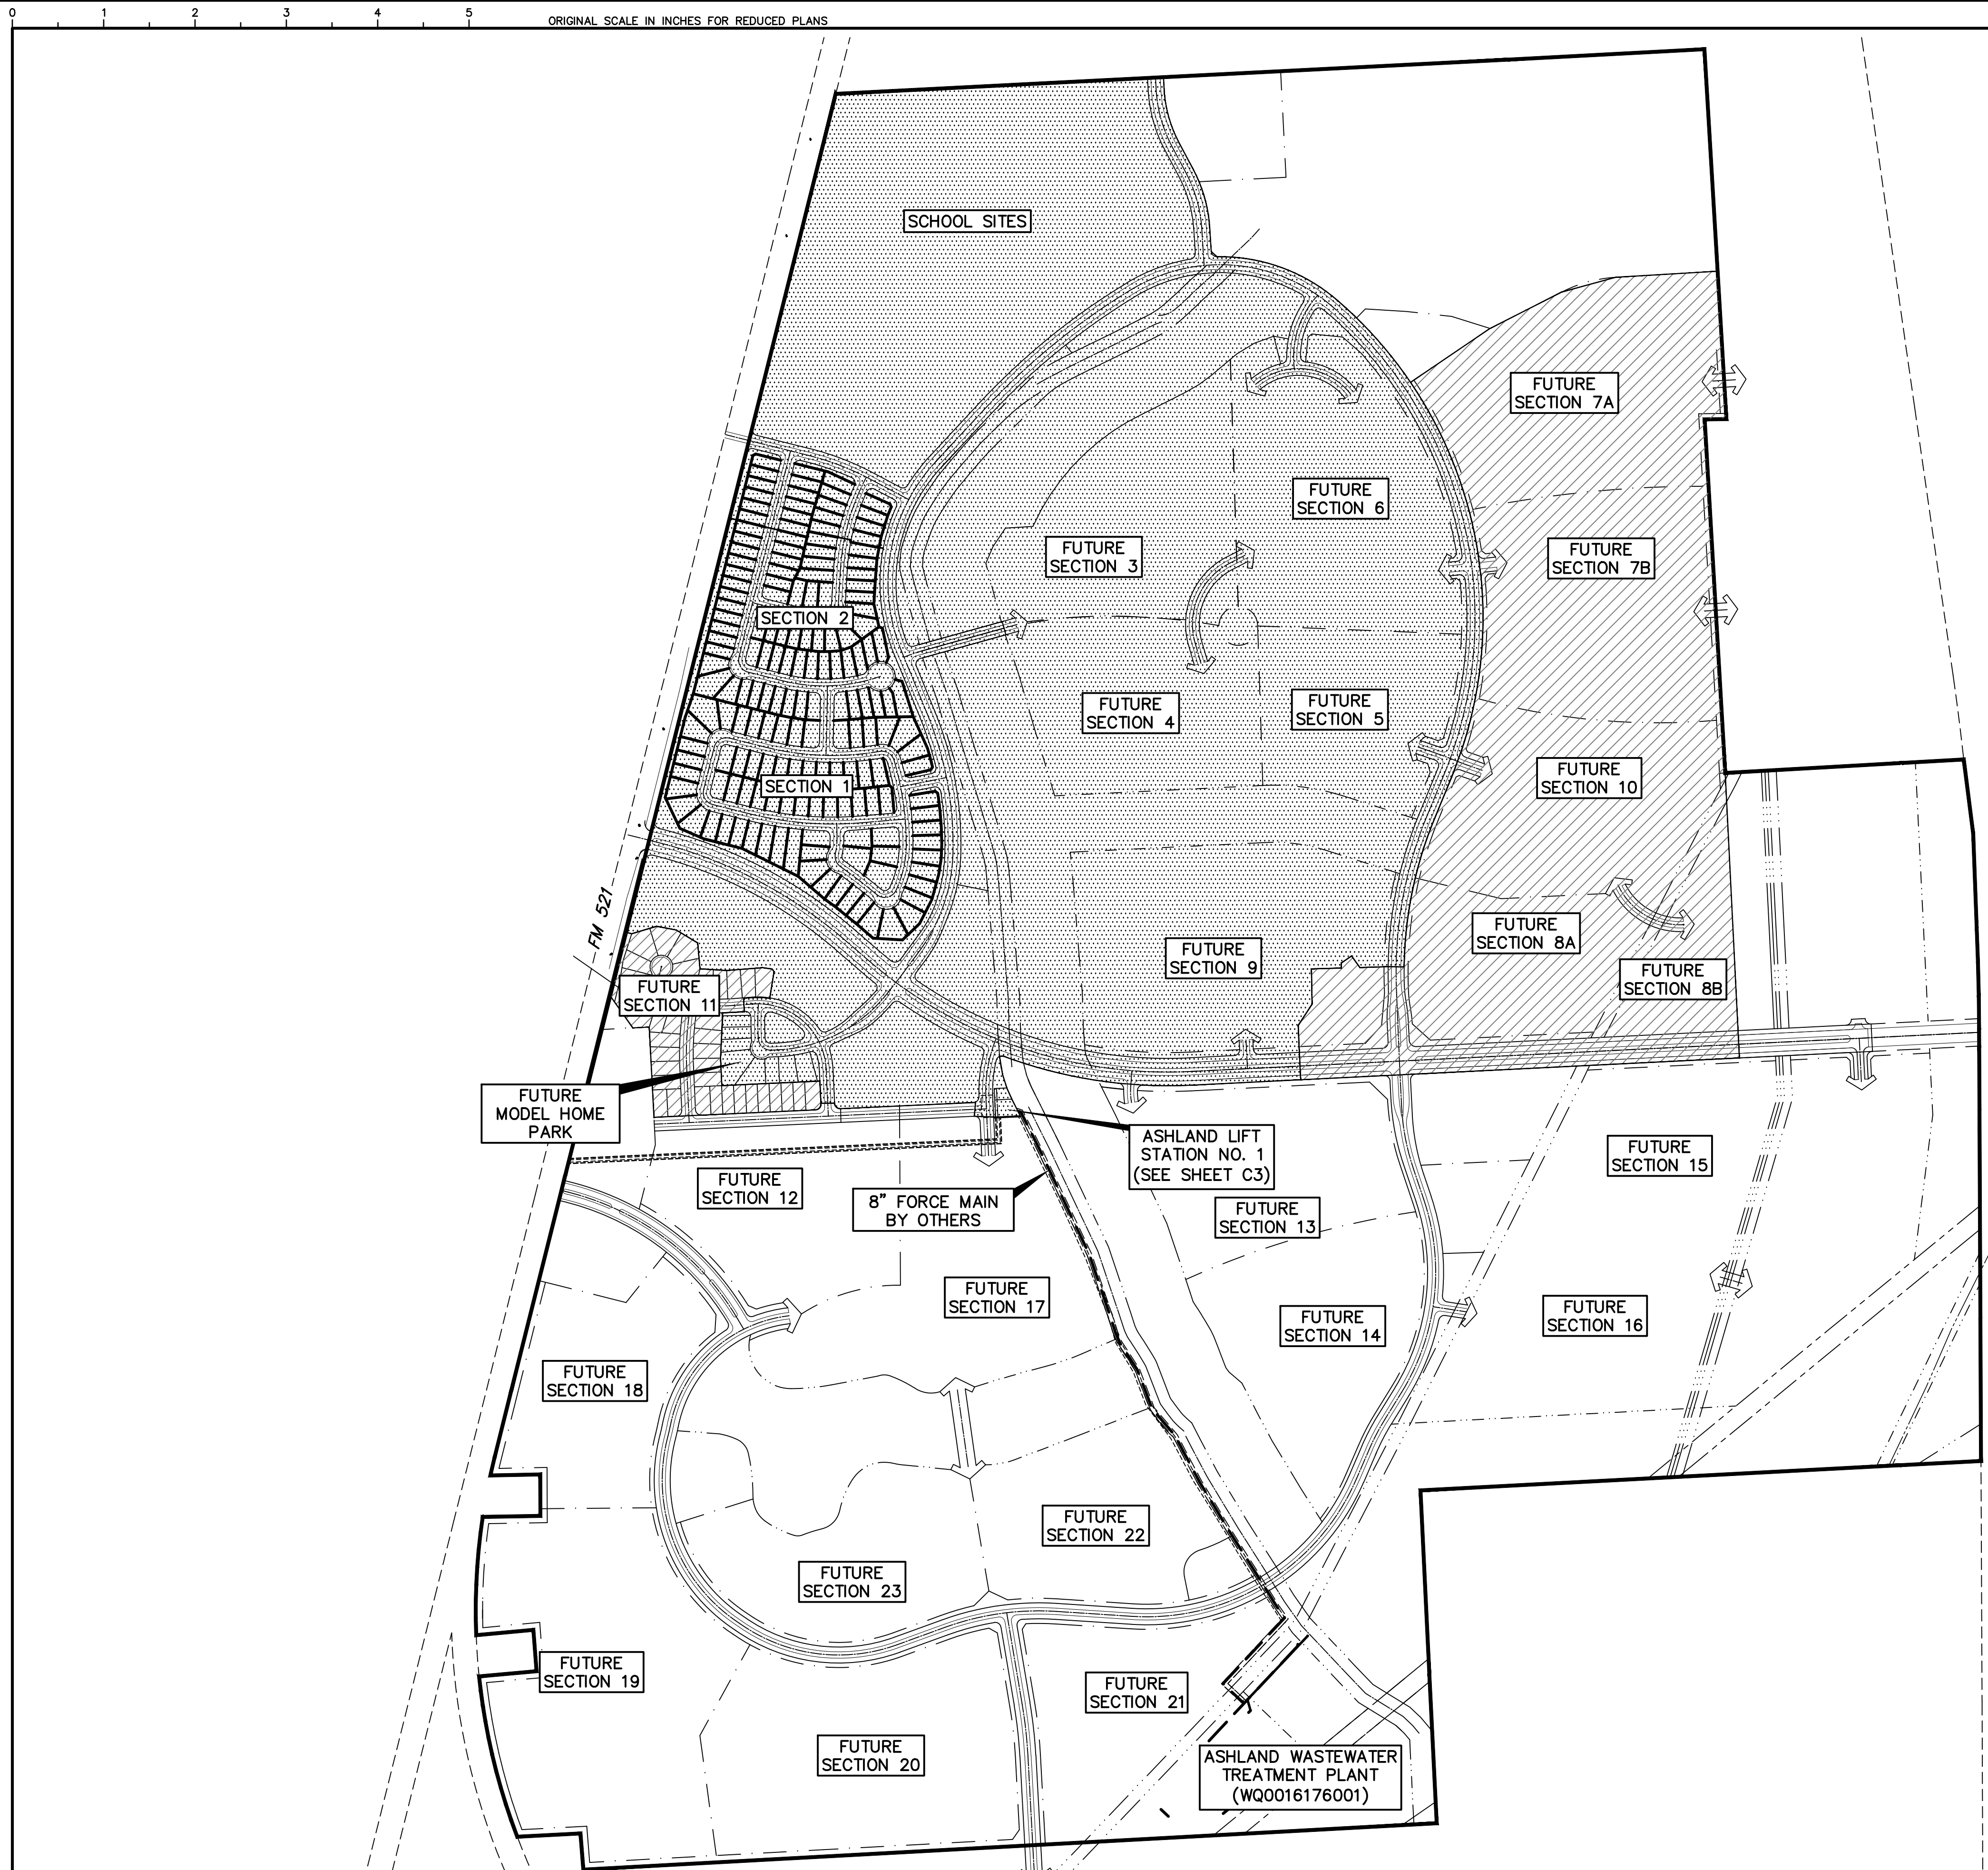 0 1 2 3 4 5
ORIGINAL SCALE IN INCHES FOR REDUCED PLANS
SCHOOL SITES
FUTURE
SECTION 7A
FUTURE
SECTION 6
FUTURE
SECTION 3
FUTURE
SECTION 7B
SECTION 2
FUTURE
SECTION 4
FUTURE
SECTION 5
SECTION 1
FUTURE
SECTION 10
FM 521
FUTURE
SECTION 8A
FUTURE
SECTION 9
FUTURE
SECTION 8B
FUTURE
SECTION 11
FUTURE
MODEL HOME
PARK
ASHLAND LIFT
STATION NO. 1
(SEE SHEET C3)
FUTURE
SECTION 15
FUTURE
SECTION 12
8" FORCE MAIN
BY OTHERS
FUTURE
SECTION 13
FUTURE
SECTION 17
FUTURE
SECTION 14
FUTURE
SECTION 16
FUTURE
SECTION 18
FUTURE
SECTION 22
FUTURE
SECTION 23
FUTURE
SECTION 19
FUTURE
SECTION 21
FUTURE
SECTION 20
ASHLAND WASTEWATER
TREATMENT PLANT
(WQ0016176001)